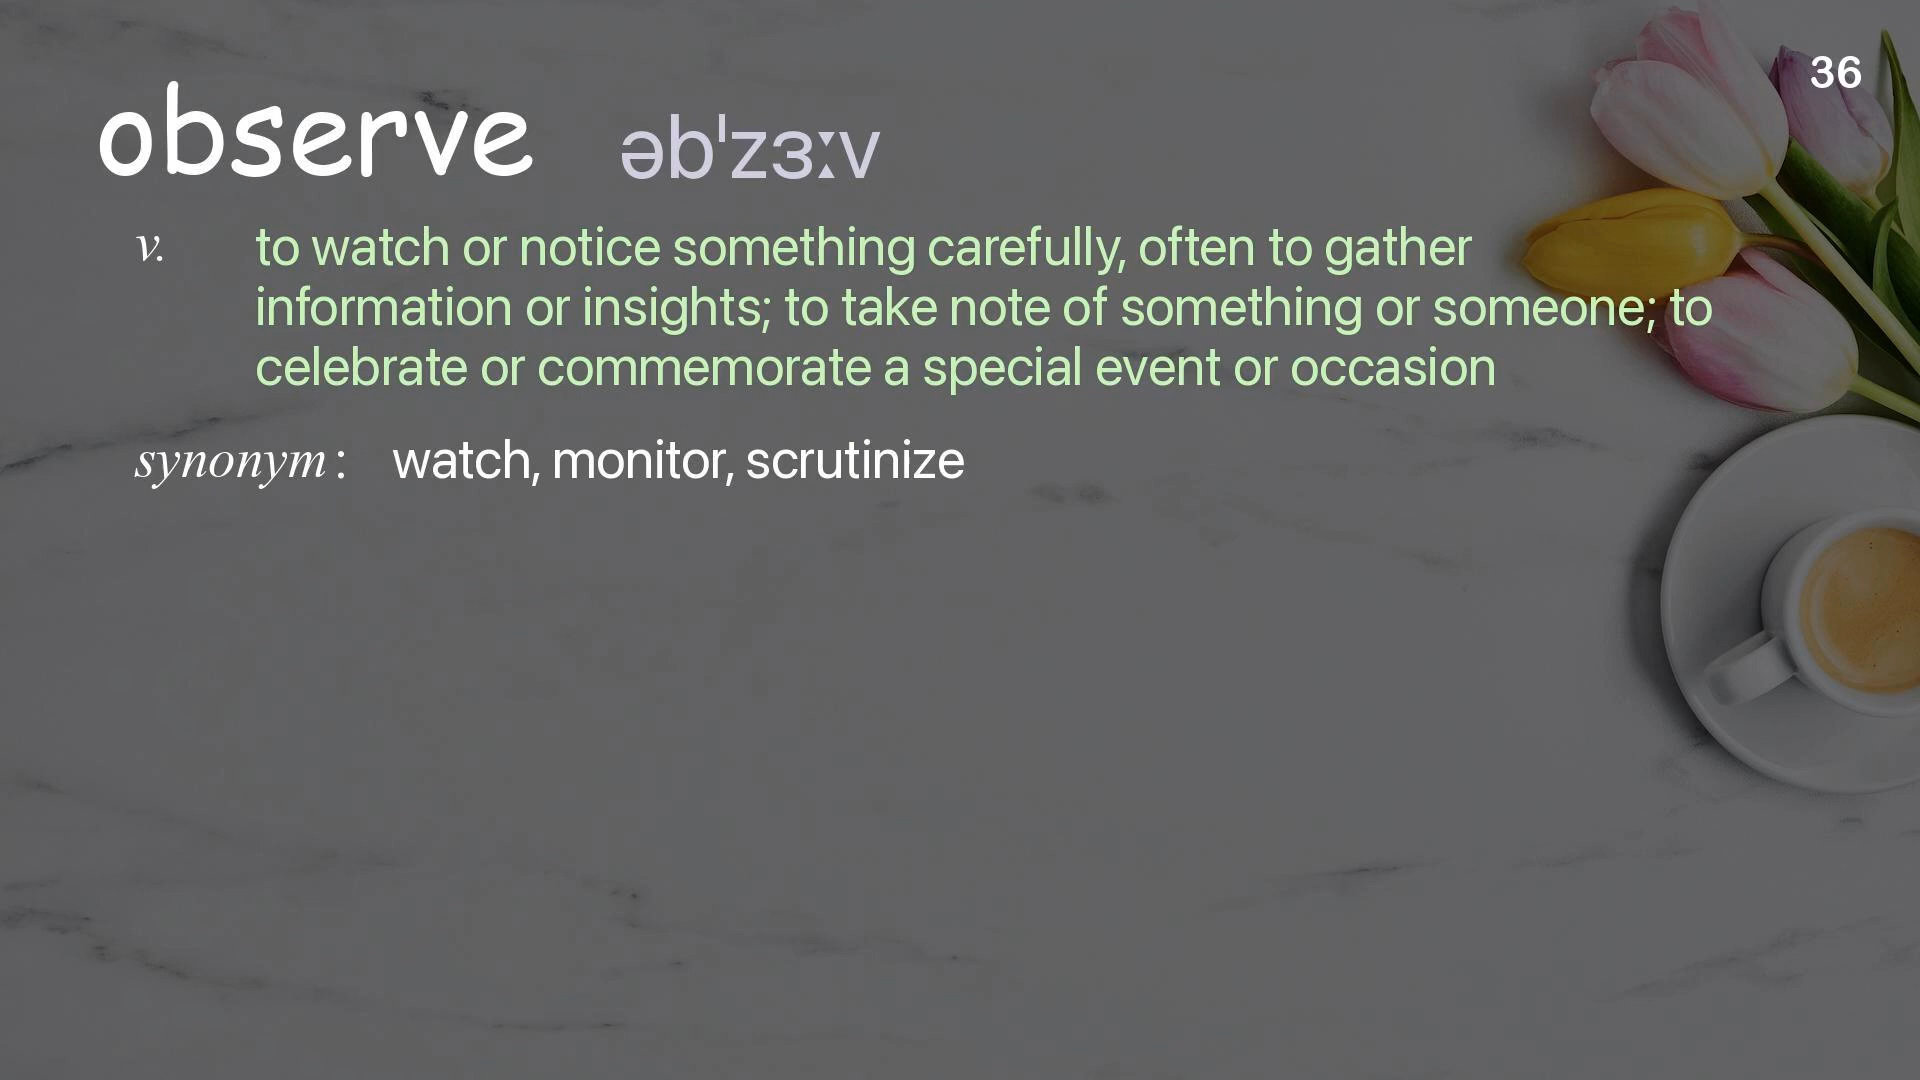 36
observe əbˈzɜːv
v. to watch or notice something carefully, often to gather
information or insights; to take note of something or someone; to
celebrate or commemorate a special event or occasion
synonym : watch, monitor, scrutinize